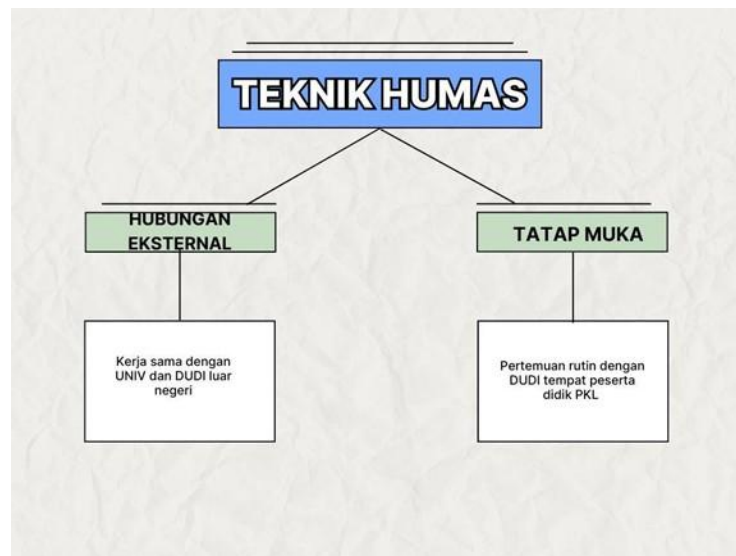 TEKNIK HUMAS
HUBUNGAN
EKSTERNAL
Kerja sama dengan
UNIV dan DUDI luar
negeri
TATAP MUKA
Pertemuan rutin dengan
DUDI tempat peserta
didik PKL